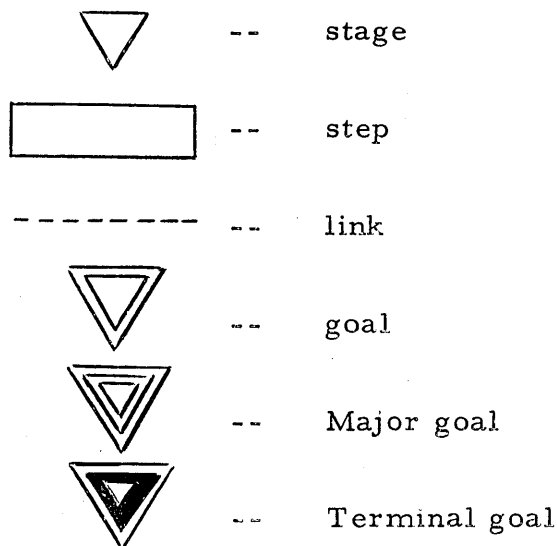 -- stage
-- step
-- link
-- goal
-- Major goal
-- Terminal goal